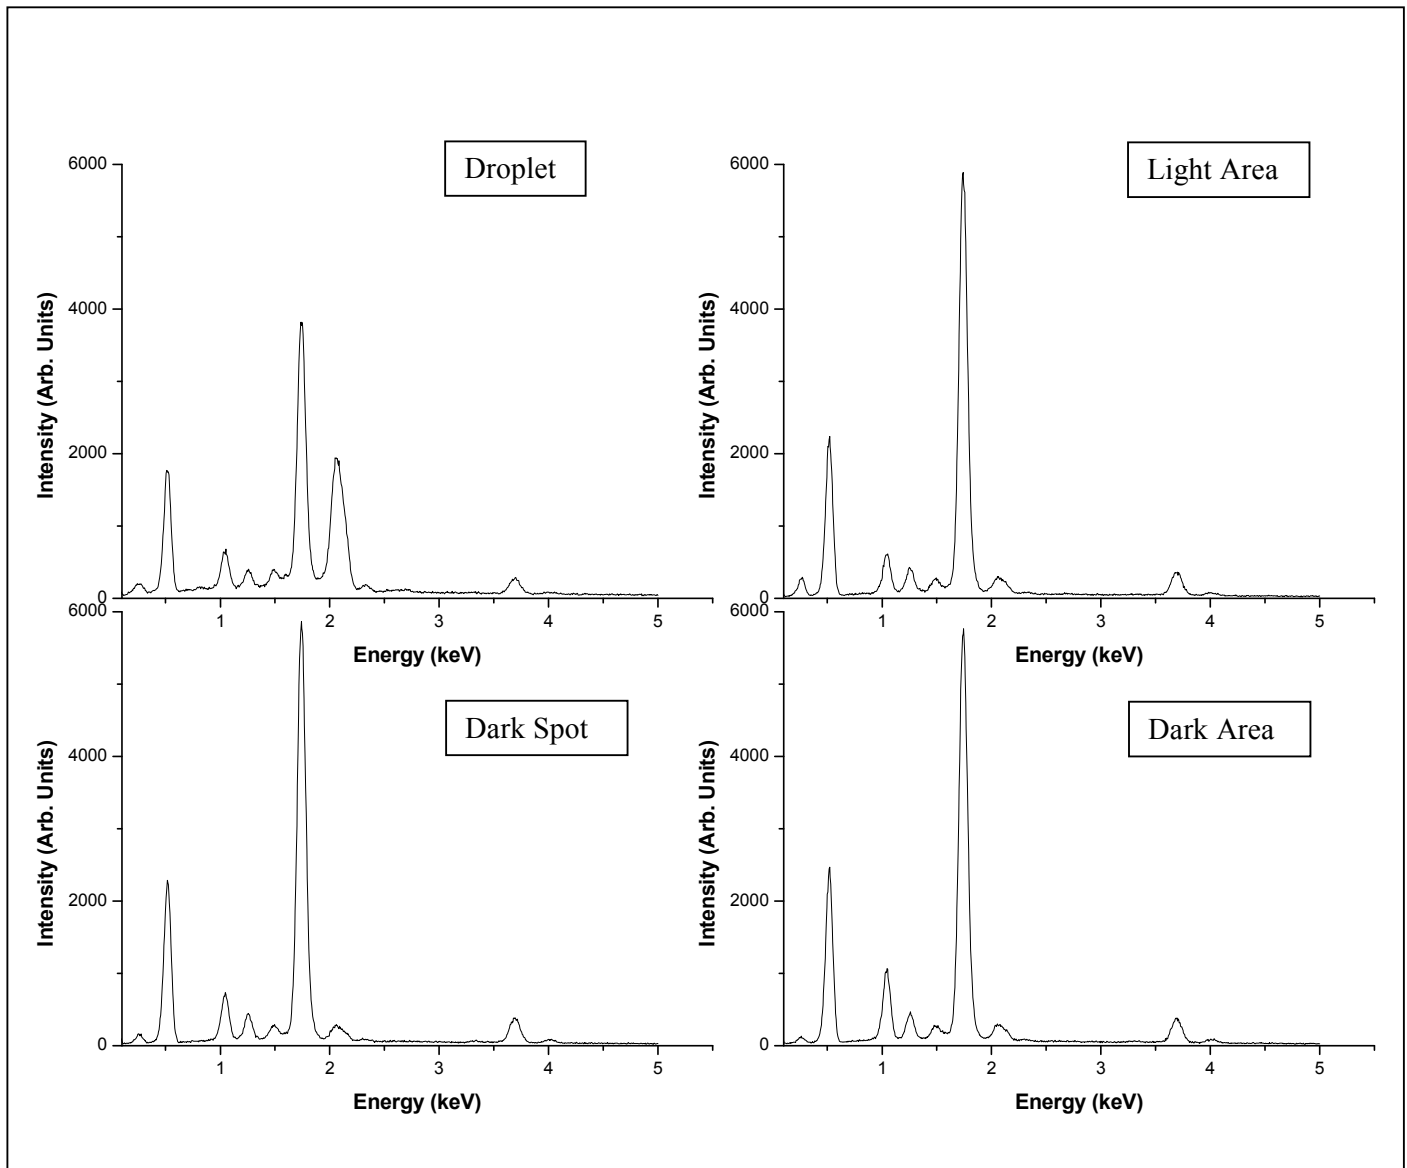 Droplet
6000
4000
2000
0
Intensity (Arb. Units)
1 2 3 4 5
Energy (keV)
Light Area
6000
4000
2000
0
Intensity (Arb. Units)
1 2 3 4 5
Energy (keV)
Dark Spot
6000
4000
2000
0
Intensity (Arb. Units)
1 2 3 4 5
Energy (keV)
Dark Area
6000
4000
2000
0
Intensity (Arb. Units)
1 2 3 4 5
Energy (keV)